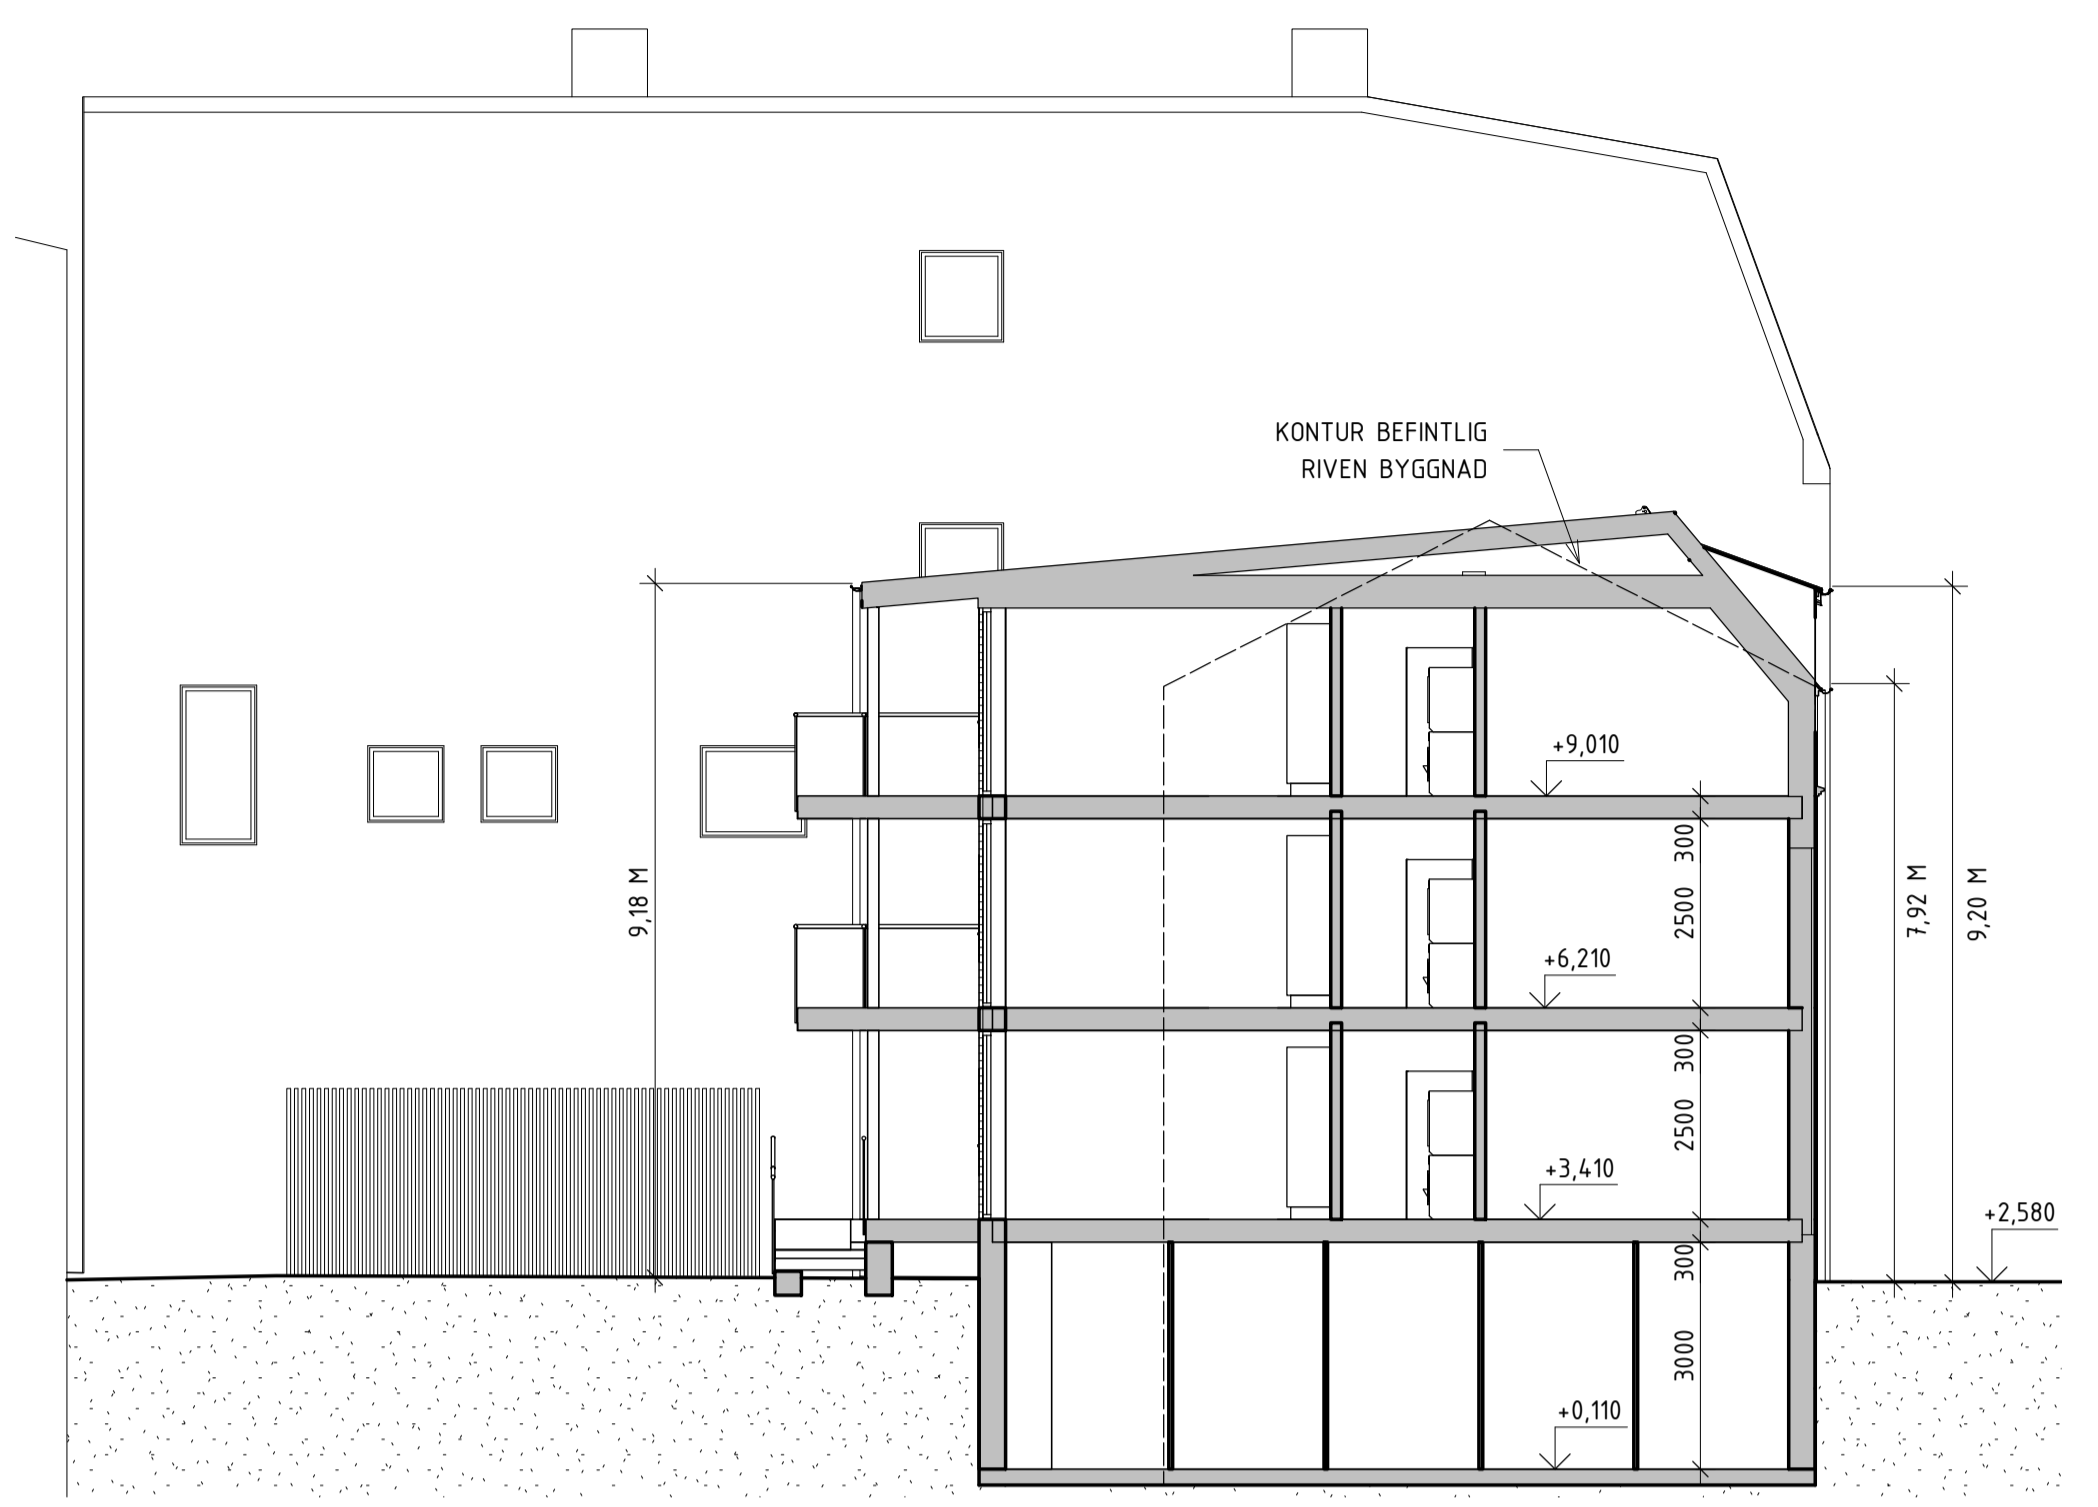 KONTUR BEFINTLIG
RIVEN BYGGNAD
+9,010
300
9,18 M
2500
7,92 M
9,20 M
+6,210
300
2500
+3,410
+2,580
300
3000
+0,110